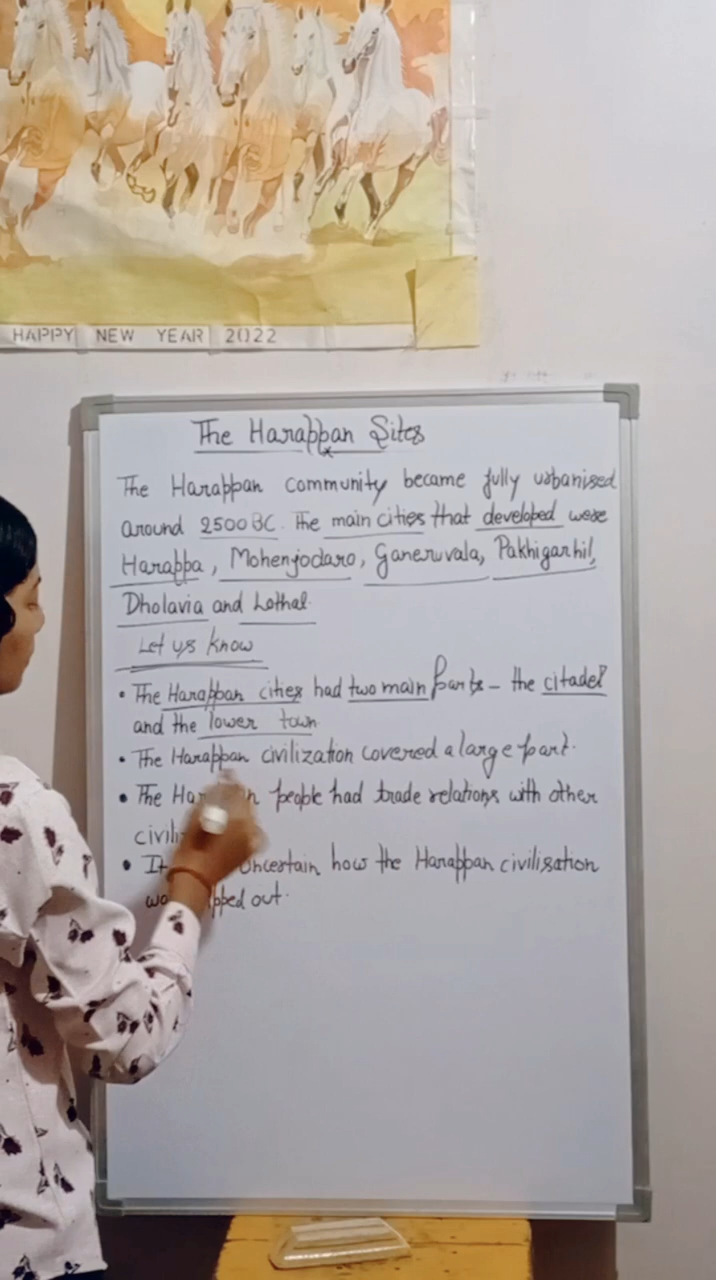 HAPPY NEW YEAR 2022
The Harappan Sites
The Harappan community became fully urbanised
around 2500 BC. The main cities that developed were
Harappa, Mohenjodaro, Ganeruvala, Pakhigarhil,
Dholavia and Lothal.
Let us know
• The Harappan cities had two main parts - the citadel
and the lower town.
• The Harappan civilization covered a large part.
• The people had trade relations with other
• uncertain how the Harappan civilisation
out.